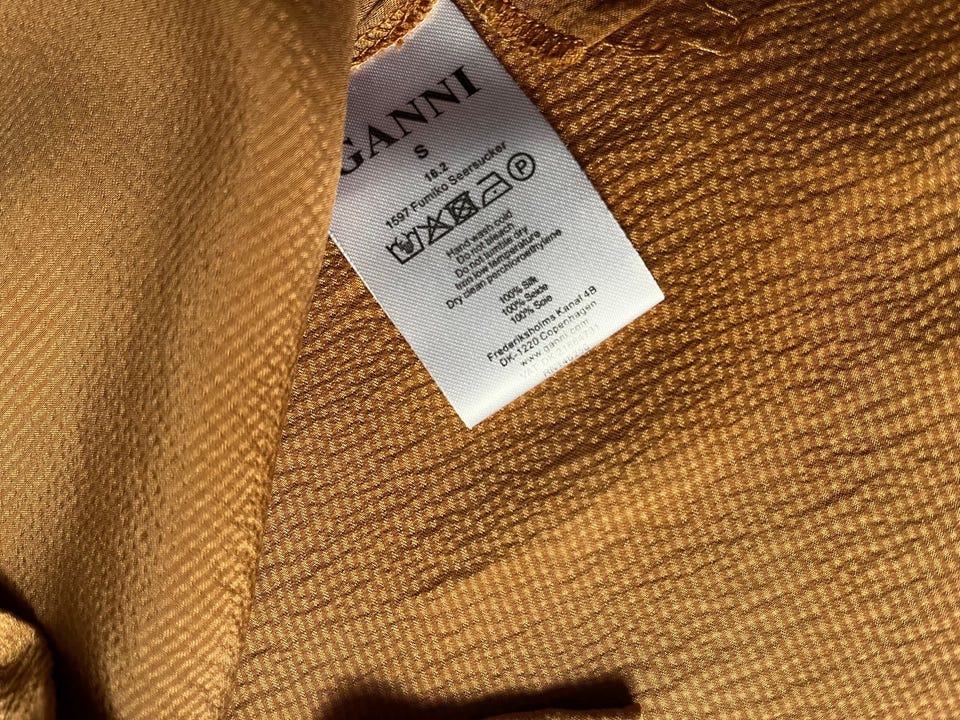 GANNI
S
16.2
1597 Fumiko Seersucker
P
Hand wash cold
Do not bleach
Do not tumble dry
Iron low temperature
Dry clean perchloroethylene
100% Silk
100% Seide
100% Soie
Frederiksholms Kanal 4B
DK-1220 Copenhagen
www.ganni.com